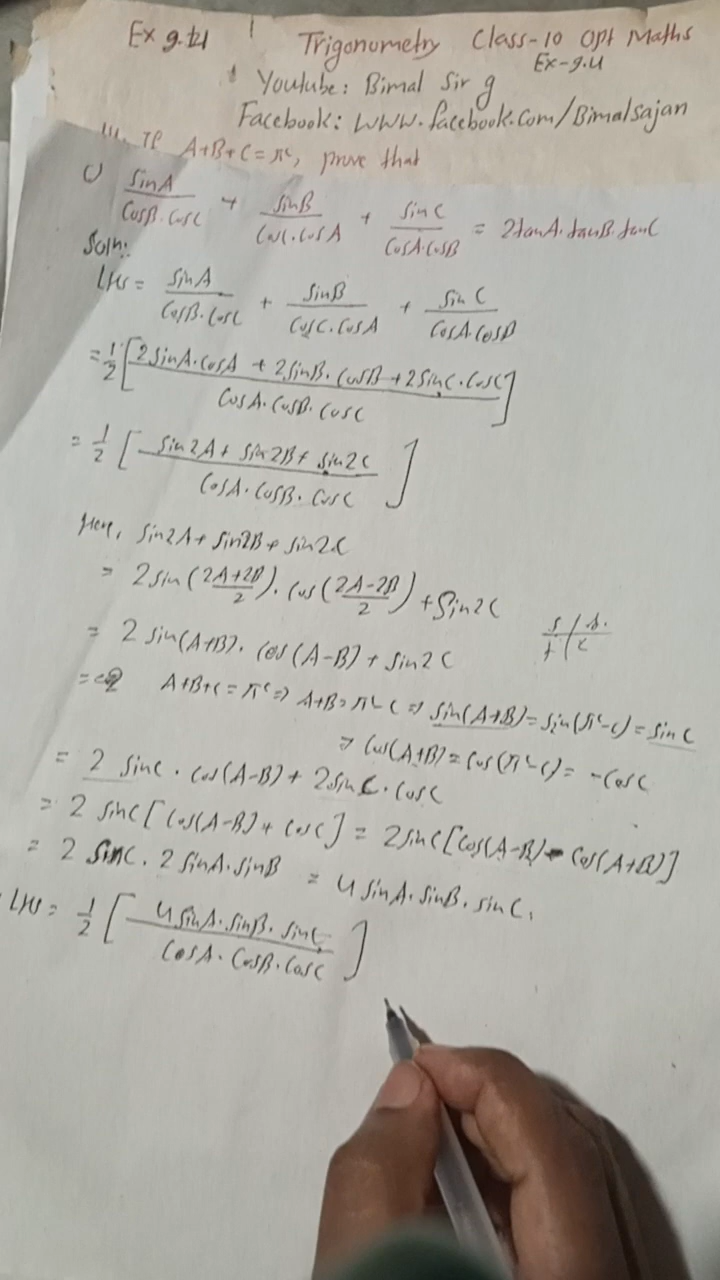 Ex 9.4
Trigonometry Class-10 Opt Maths
Ex-9.4
Youtube: Bimal Sir g
Facebook: WWW.facebook.com/Bimalsajan
If A+B+C=πᶜ, prove that
i) SinA/CosB.CosC + SinB/CosC.CosA + SinC/CosA.CosB = 2tanA.tanB.tanC
Soln:
LHS = SinA/CosB.CosC + SinB/CosC.CosA + Sin C/CosA.CosB
= 1/2 [2SinA.CosA + 2SinB.CosB + 2SinC.CosC / CosA.CosB.CosC]
= 1/2 [Sin2A + Sin2B + Sin2C / CosA.CosB.CosC]
Here, Sin2A + Sin2B + Sin2C
= 2Sin(2A+2B/2).Cos(2A-2B/2) + Sin2C
= 2 Sin(A+B).Cos(A-B) + Sin2C
S/A
T/C
= A+B+C=πᶜ ⇒ A+B=πᶜ-C ⇒ Sin(A+B)=Sin(πᶜ-C)=SinC
⇒ Cos(A+B)=Cos(πᶜ-C)=-CosC
= 2 SinC.Cos(A-B) + 2SinC.CosC
= 2 SinC[Cos(A-B) + CosC] = 2SinC[Cos(A-B) - Cos(A+B)]
= 2 SinC. 2 SinA.SinB = 4 SinA.SinB.SinC,
LHS = 1/2 [4SinA.SinB.SinC / CosA.CosB.CosC]